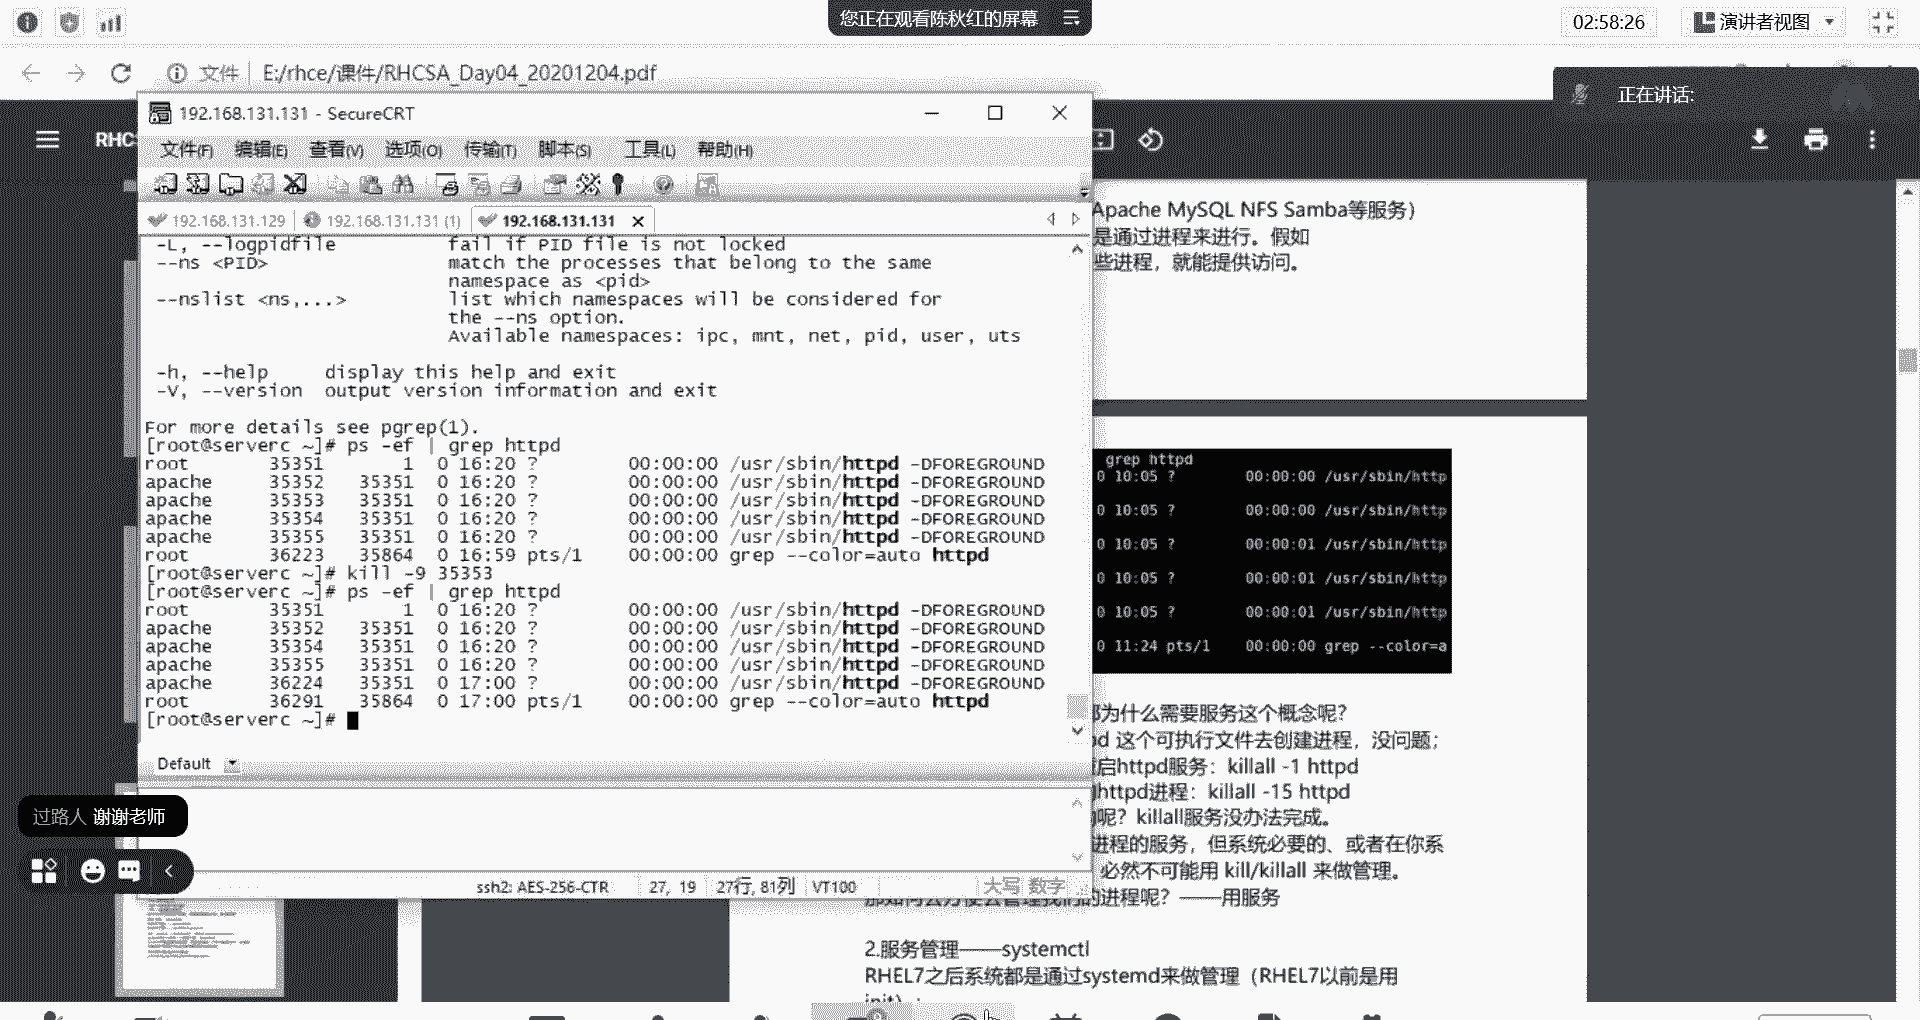 您正在观看陈秋红的屏幕
02:58:26
演讲者视图
文件 E:/rhce/课件/RHCSA_Day04_20201204.pdf
正在讲话:
RHC
192.168.131.131 - SecureCRT
文件(F) 编辑(E) 查看(V) 选项(O) 传输(T) 脚本(S) 工具(L) 帮助(H)
192.168.131.129 192.168.131.131 (1) 192.168.131.131
-L, --logpidfile fail if PID file is not locked
--ns <PID> match the processes that belong to the same
namespace as <pid>
--nslist <ns,...> list which namespaces will be considered for
the --ns option.
Available namespaces: ipc, mnt, net, pid, user, uts
-h, --help display this help and exit
-V, --version output version information and exit
For more details see pgrep(1).
[root@serverc ~]# ps -ef | grep httpd
root 35351 1 0 16:20 ? 00:00:00 /usr/sbin/httpd -DFOREGROUND
apache 35352 35351 0 16:20 ? 00:00:00 /usr/sbin/httpd -DFOREGROUND
apache 35353 35351 0 16:20 ? 00:00:00 /usr/sbin/httpd -DFOREGROUND
apache 35354 35351 0 16:20 ? 00:00:00 /usr/sbin/httpd -DFOREGROUND
apache 35355 35351 0 16:20 ? 00:00:00 /usr/sbin/httpd -DFOREGROUND
root 36223 35864 0 16:59 pts/1 00:00:00 grep --color=auto httpd
[root@serverc ~]# kill -9 35353
[root@serverc ~]# ps -ef | grep httpd
root 35351 1 0 16:20 ? 00:00:00 /usr/sbin/httpd -DFOREGROUND
apache 35352 35351 0 16:20 ? 00:00:00 /usr/sbin/httpd -DFOREGROUND
apache 35354 35351 0 16:20 ? 00:00:00 /usr/sbin/httpd -DFOREGROUND
apache 35355 35351 0 16:20 ? 00:00:00 /usr/sbin/httpd -DFOREGROUND
apache 36224 35351 0 17:00 ? 00:00:00 /usr/sbin/httpd -DFOREGROUND
root 36291 35864 0 17:00 pts/1 00:00:00 grep --color=auto httpd
[root@serverc ~]#
Default
ssh2: AES-256-CTR 27, 19 27行, 81列 VT100 大写 数字
过路人 谢谢老师
Apache MySQL NFS Samba等服务）
是通过进程来进行。假如
些进程，就能提供访问。
grep httpd
0 10:05 ? 00:00:00 /usr/sbin/http
0 10:05 ? 00:00:00 /usr/sbin/http
0 10:05 ? 00:00:01 /usr/sbin/http
0 10:05 ? 00:00:01 /usr/sbin/http
0 10:05 ? 00:00:01 /usr/sbin/http
0 11:24 pts/1 00:00:00 grep --color=a
为什么需要服务这个概念呢？
这个可执行文件去创建进程，没问题；
启httpd服务：killall -1 httpd
httpd进程：killall -15 httpd
呢？killall服务没办法完成。
进程的服务，但系统必要的、或者在你系
必然不可能用 kill/killall 来做管理。
进程呢？——用服务
2.服务管理——systemctl
RHEL7之后系统都是通过systemd来做管理（RHEL7以前是用